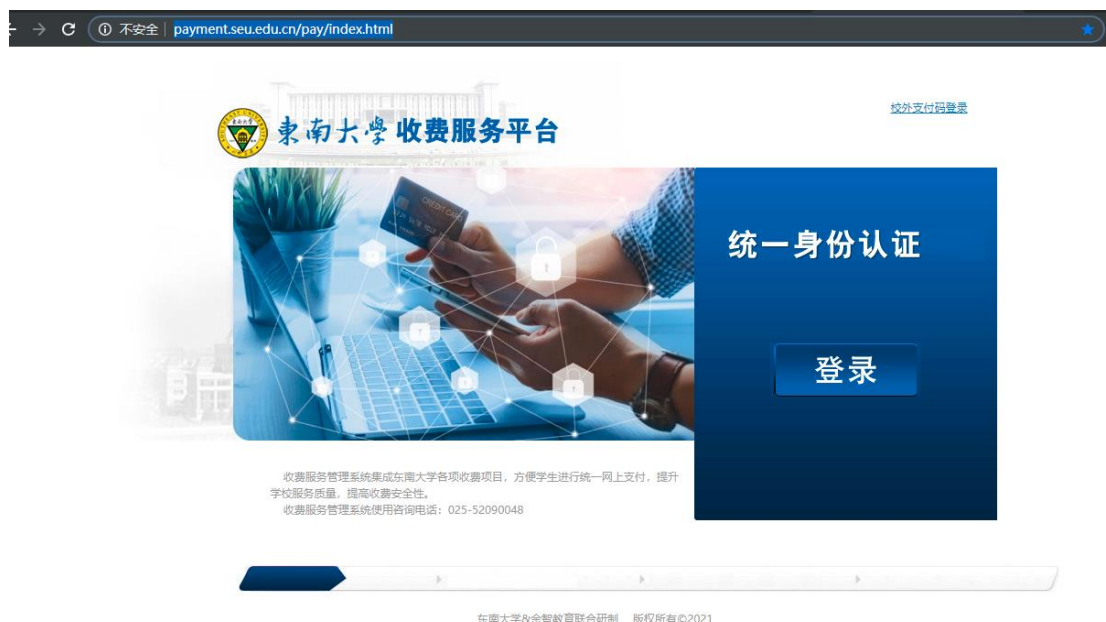 不安全 payment.seu.edu.cn/pay/index.html
校外支付码登录
東南大學 收费服务平台
CREDIT CARD
统一身份认证
登录
收费服务管理系统集成东南大学各项收费项目，方便学生进行统一网上支付，提升
学校服务质量，提高收费安全性。
收费服务管理系统使用咨询电话：025-52090048
东南大学&金智教育联合研制 版权所有©2021